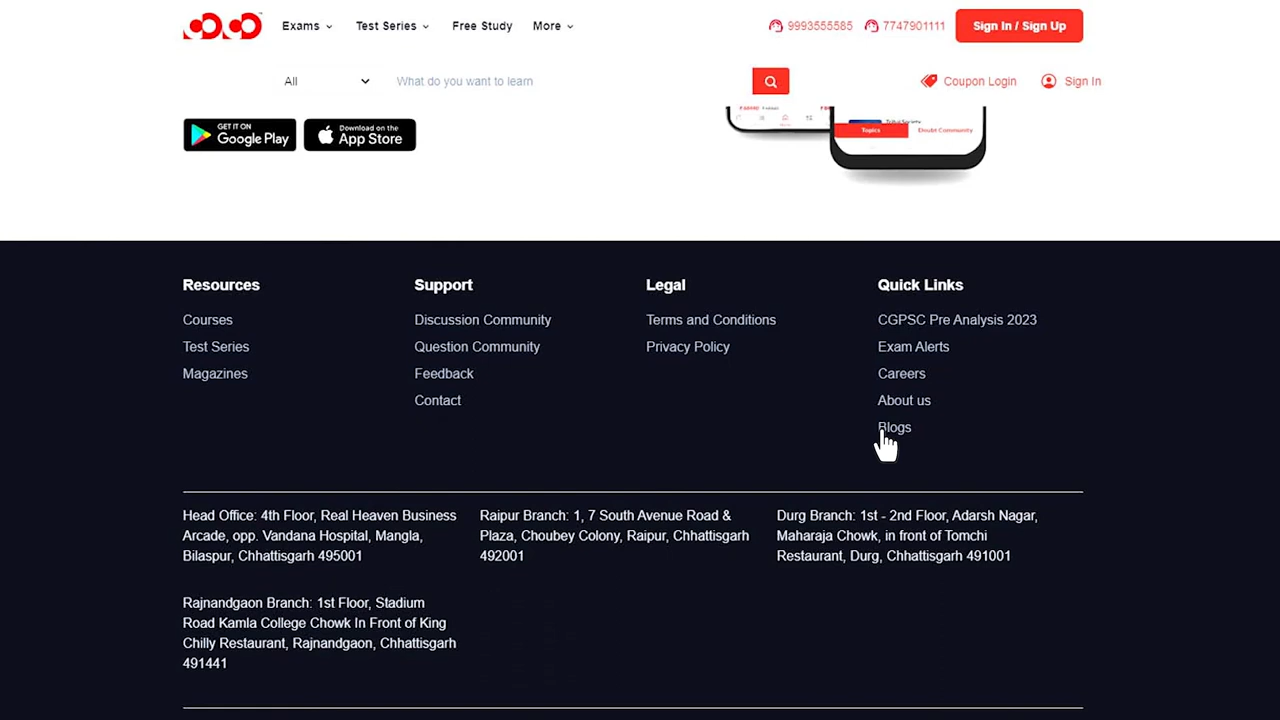 Exams
Test Series
Free Study
More
9993555585
7747901111
Sign In / Sign Up
All
What do you want to learn
Coupon Login
Sign In
GET IT ON
Google Play
Download on the
App Store
Topics
Doubt Community
Resources
Support
Legal
Quick Links
Courses
Discussion Community
Terms and Conditions
CGPSC Pre Analysis 2023
Test Series
Question Community
Privacy Policy
Exam Alerts
Magazines
Feedback
Careers
Contact
About us
Blogs
Head Office: 4th Floor, Real Heaven Business
Arcade, opp. Vandana Hospital, Mangla,
Bilaspur, Chhattisgarh 495001
Raipur Branch: 1, 7 South Avenue Road &
Plaza, Choubey Colony, Raipur, Chhattisgarh
492001
Durg Branch: 1st - 2nd Floor, Adarsh Nagar,
Maharaja Chowk, in front of Tomchi
Restaurant, Durg, Chhattisgarh 491001
Rajnandgaon Branch: 1st Floor, Stadium
Road Kamla College Chowk In Front of King
Chilly Restaurant, Rajnandgaon, Chhattisgarh
491441